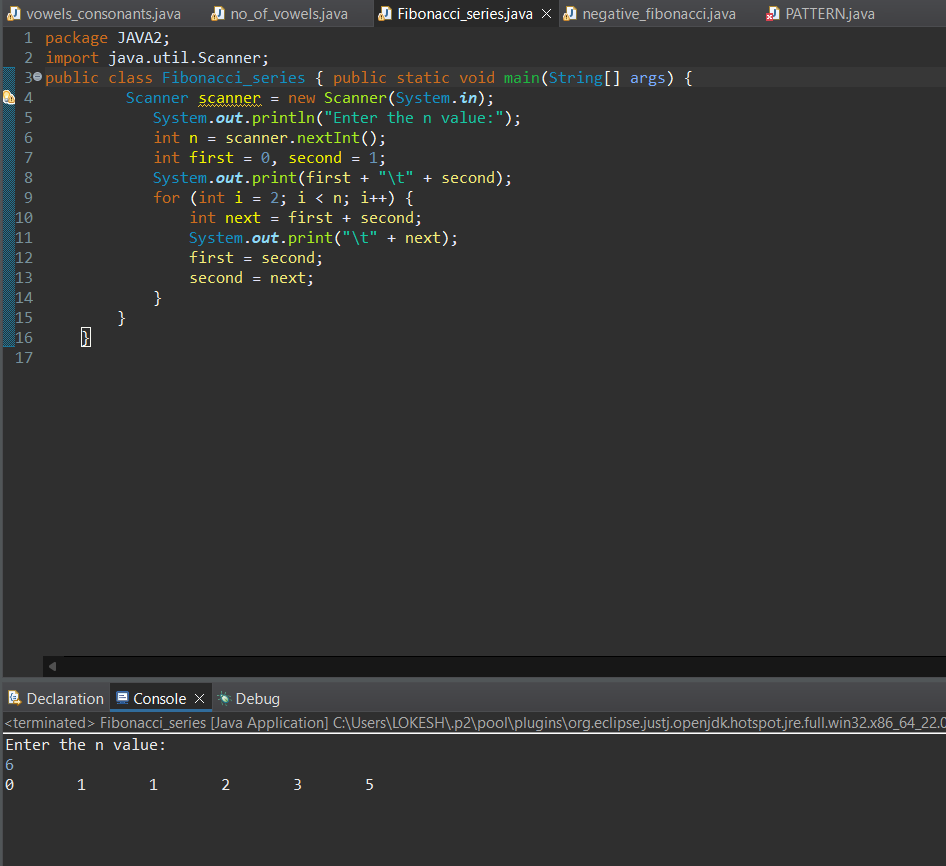 vowels_consonants.java no_of_vowels.java Fibonacci_series.java negative_fibonacci.java PATTERN.java
1 package JAVA2;
2 import java.util.Scanner;
3 public class Fibonacci_series { public static void main(String[] args) {
4 Scanner scanner = new Scanner(System.in);
5 System.out.println("Enter the n value:");
6 int n = scanner.nextInt();
7 int first = 0, second = 1;
8 System.out.print(first + "\t" + second);
9 for (int i = 2; i < n; i++) {
10 int next = first + second;
11 System.out.print("\t" + next);
12 first = second;
13 second = next;
14 }
15 }
16 }
17
Declaration Console Debug
<terminated> Fibonacci_series [Java Application] C:\Users\LOKESH\.p2\pool\plugins\org.eclipse.justj.openjdk.hotspot.jre.full.win32.x86_64_22.0
Enter the n value:
6
0 1 1 2 3 5